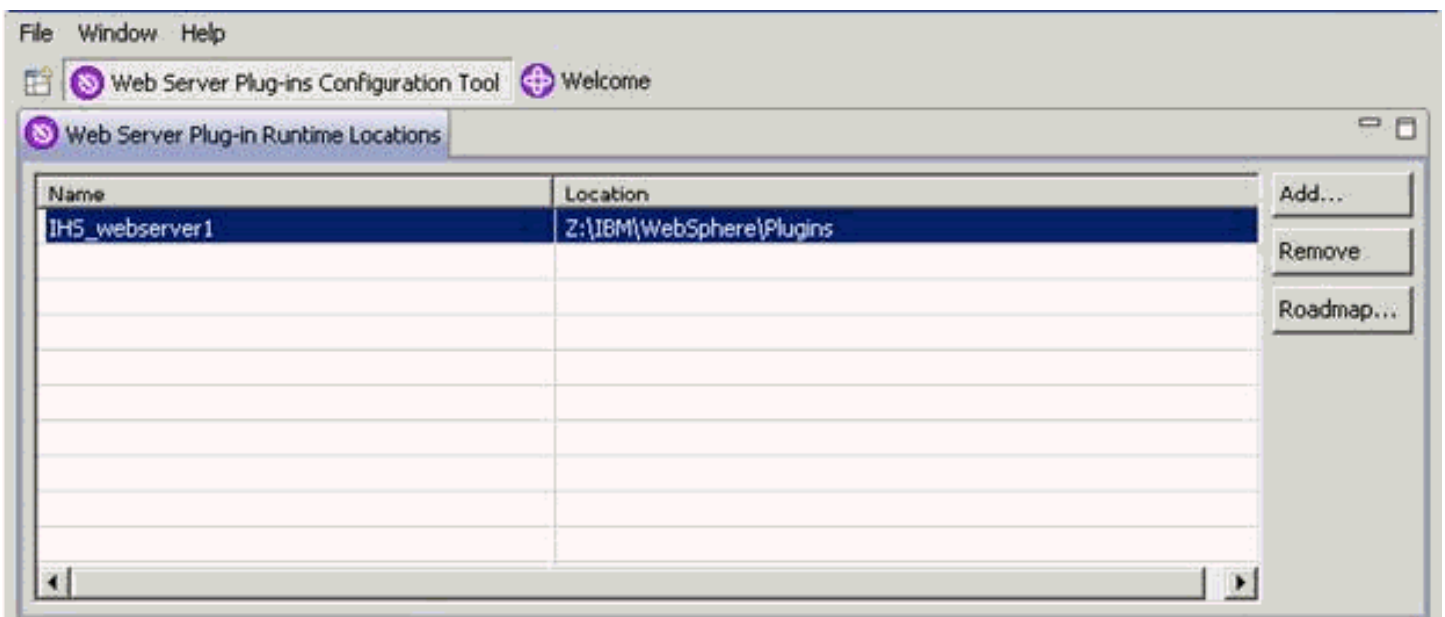 File Window Help
Web Server Plug-ins Configuration Tool Welcome
Web Server Plug-in Runtime Locations
Name Location Add...
IHS_webserver1 Z:\IBM\WebSphere\Plugins
Remove
Roadmap...